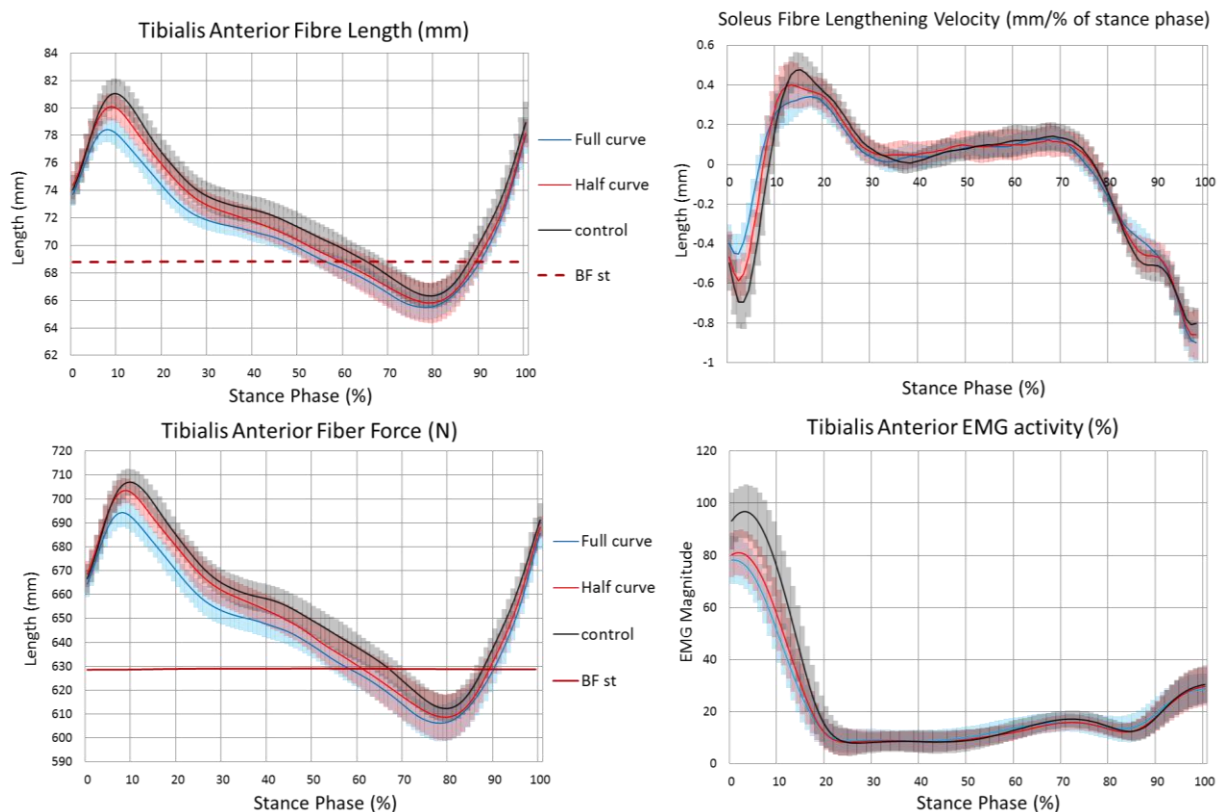 Tibialis Anterior Fibre Length (mm)
84
82
80
78
76
74
72
70
68
66
64
62
Length (mm)
0 10 20 30 40 50 60 70 80 90 100
Stance Phase (%)
Full curve
Half curve
control
BF st
Soleus Fibre Lengthening Velocity (mm/% of stance phase)
0.6
0.4
0.2
0
-0.2
-0.4
-0.6
-0.8
-1
Length (mm)
0 10 20 30 40 50 60 70 80 90 100
Stance Phase (%)
Tibialis Anterior Fiber Force (N)
720
710
700
690
680
670
660
650
640
630
620
610
600
590
Length (mm)
0 10 20 30 40 50 60 70 80 90 100
Stance Phase (%)
Full curve
Half curve
control
BF st
Tibialis Anterior EMG activity (%)
120
100
80
60
40
20
0
EMG Magnitude
0 10 20 30 40 50 60 70 80 90 100
Stance Phase (%)